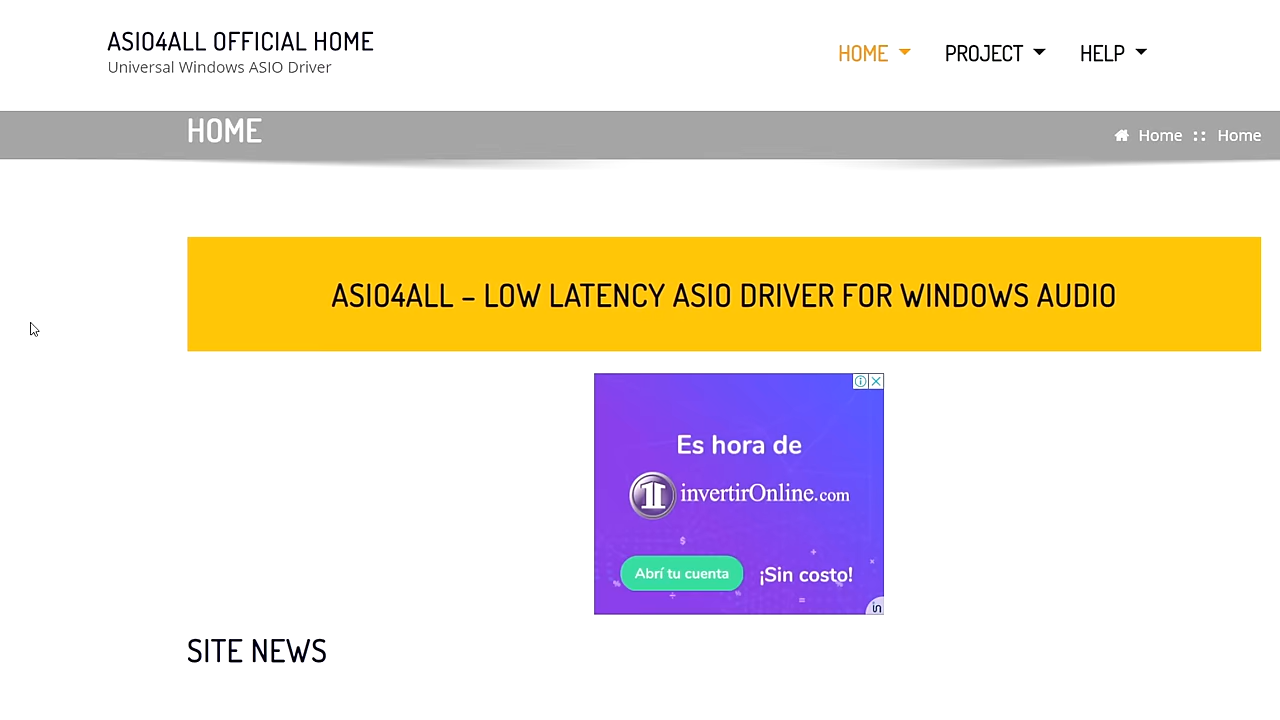 ASIO4ALL OFFICIAL HOME
Universal Windows ASIO Driver
HOME PROJECT HELP
HOME
Home :: Home
ASIO4ALL – LOW LATENCY ASIO DRIVER FOR WINDOWS AUDIO
Es hora de
invertirOnline.com
Abrí tu cuenta
¡Sin costo!
SITE NEWS